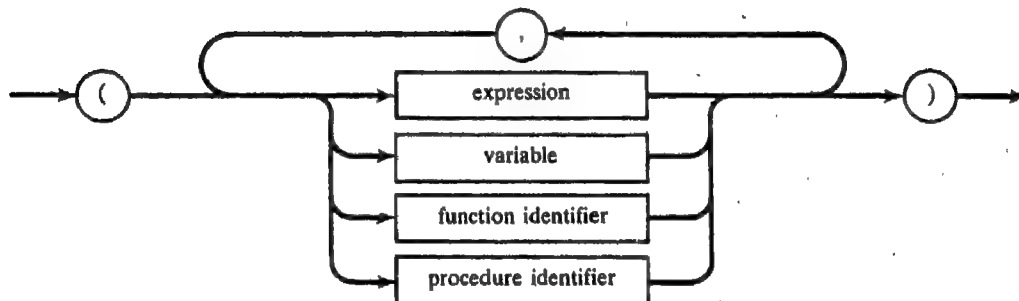 ,
( expression )
variable
function identifier
procedure identifier